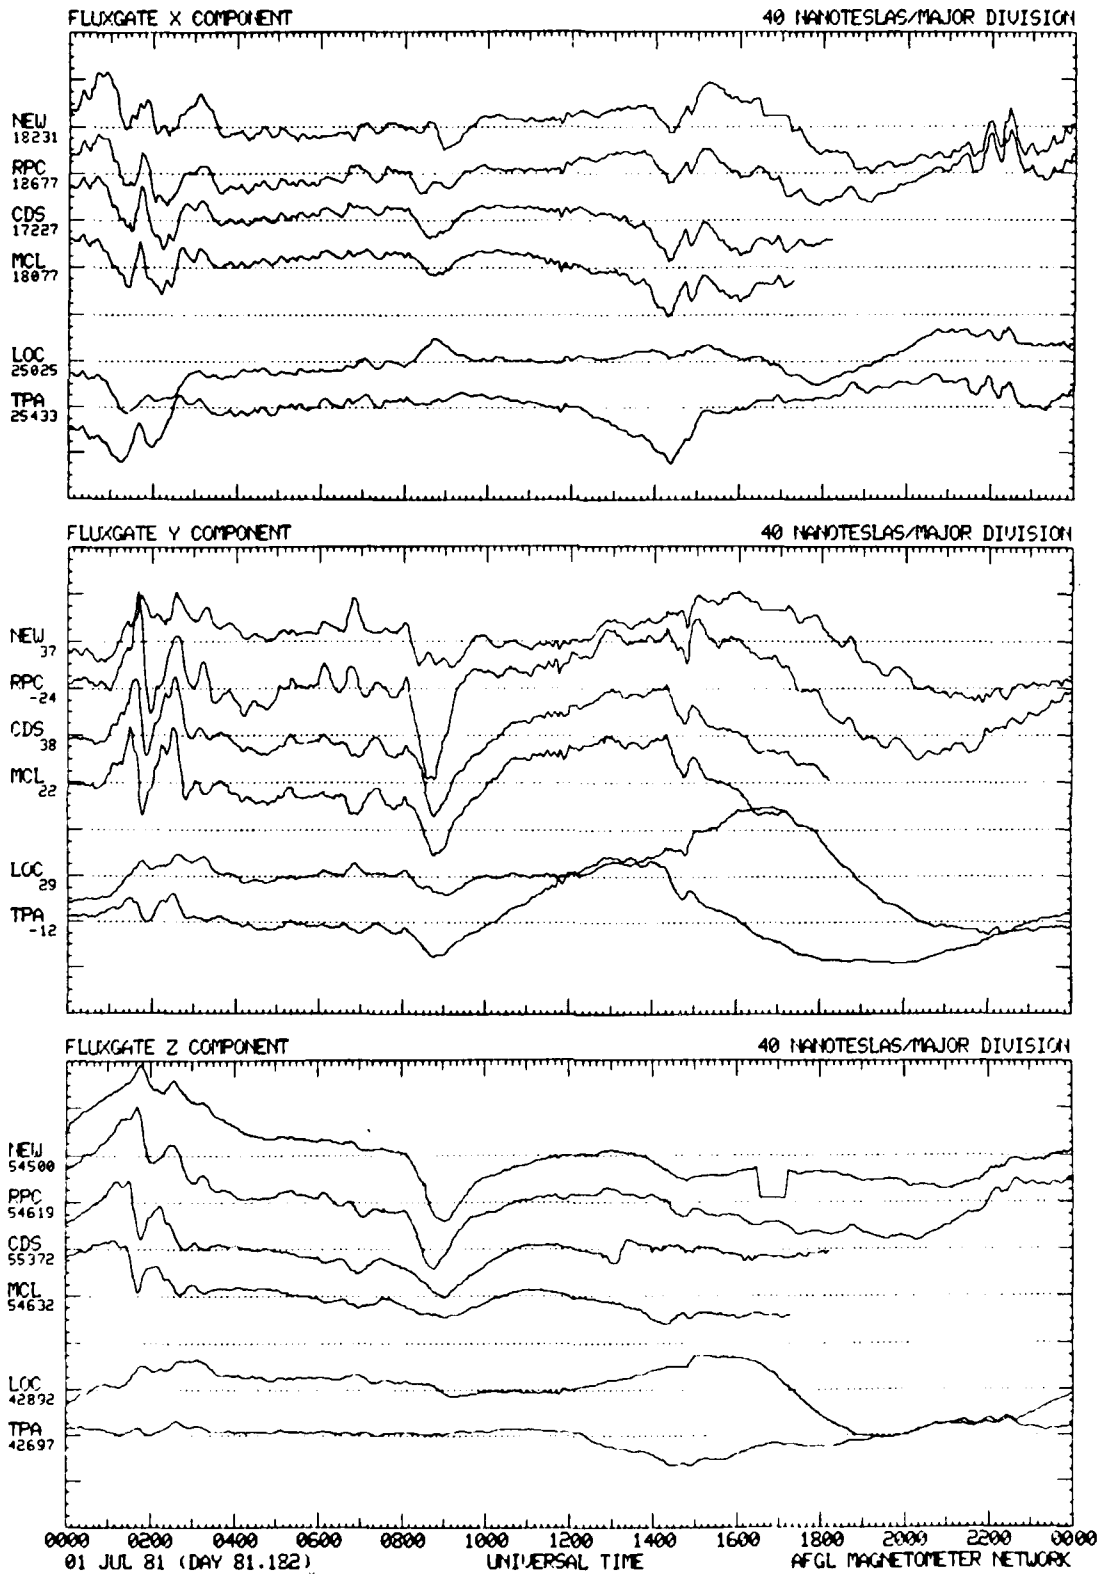 FLUXGATE X COMPONENT 40 NANOTESLAS/MAJOR DIVISION
NEW
18231
RPC
12677
CDS
17227
MCL
18077
LOC
25025
TPA
25433
FLUXGATE Y COMPONENT 40 NANOTESLAS/MAJOR DIVISION
NEW
37
RPC
-24
CDS
38
MCL
22
LOC
29
TPA
-12
FLUXGATE Z COMPONENT 40 NANOTESLAS/MAJOR DIVISION
NEW
54500
RPC
54619
CDS
55372
MCL
54632
LOC
42892
TPA
42697
0000 0200 0400 0600 0800 1000 1200 1400 1600 1800 2000 2200 0000
01 JUL 81 (DAY 81.182) UNIVERSAL TIME AFGL MAGNETOMETER NETWORK